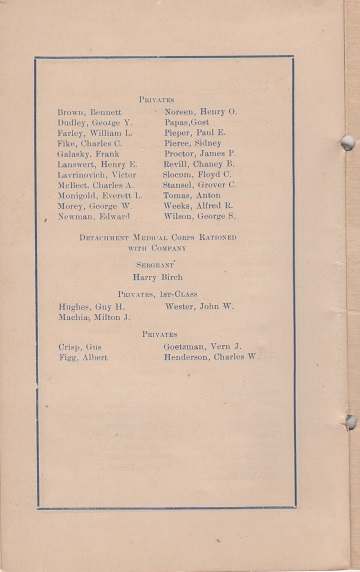 PRIVATES
Brown, Bennett Noreen, Henry O.
Dudley, George Y. Papas, Gost
Farley, William L. Pieper, Paul E.
Fike, Charles C. Pierce, Sidney
Galasky, Frank Proctor, James P.
Lanswert, Henry E. Revill, Chaney B.
Lavrinovich, Victor Slocum, Floyd C.
McBect, Charles A. Stansel, Grover C.
Monigold, Everett L. Tomas, Anton
Morey, George W. Weeks, Alfred R.
Newman, Edward Wilson, George S.
DETACHMENT MEDICAL CORPS RATIONED
WITH COMPANY
SERGEANT
Harry Birch
PRIVATES, 1ST-CLASS
Hughes, Guy H. Wester, John W.
Machia, Milton J.
PRIVATES
Crisp, Gus Goetzman, Vern J.
Figg, Albert Henderson, Charles W